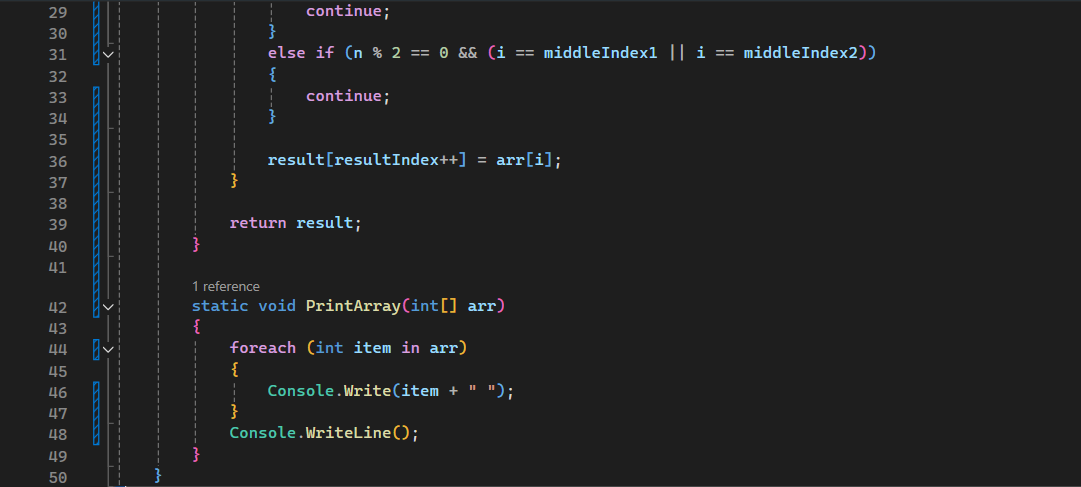 29 continue;
30 }
31 else if (n % 2 == 0 && (i == middleIndex1 || i == middleIndex2))
32 {
33 continue;
34 }
35
36 result[resultIndex++] = arr[i];
37 }
38
39 return result;
40 }
41
1 reference
42 static void PrintArray(int[] arr)
43 {
44 foreach (int item in arr)
45 {
46 Console.Write(item + " ");
47 }
48 Console.WriteLine();
49 }
50 }